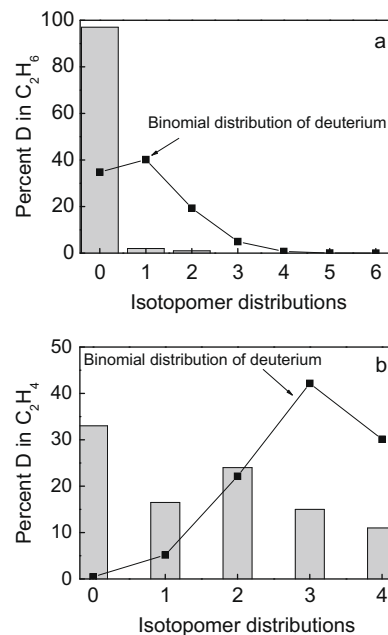 a
100
80
60
40
20
0
Percent D in C₂H₆
Binomial distribution of deuterium
0 1 2 3 4 5 6
Isotopomer distributions
b
50
40
30
20
10
0
Percent D in C₂H₄
Binomial distribution of deuterium
0 1 2 3 4
Isotopomer distributions